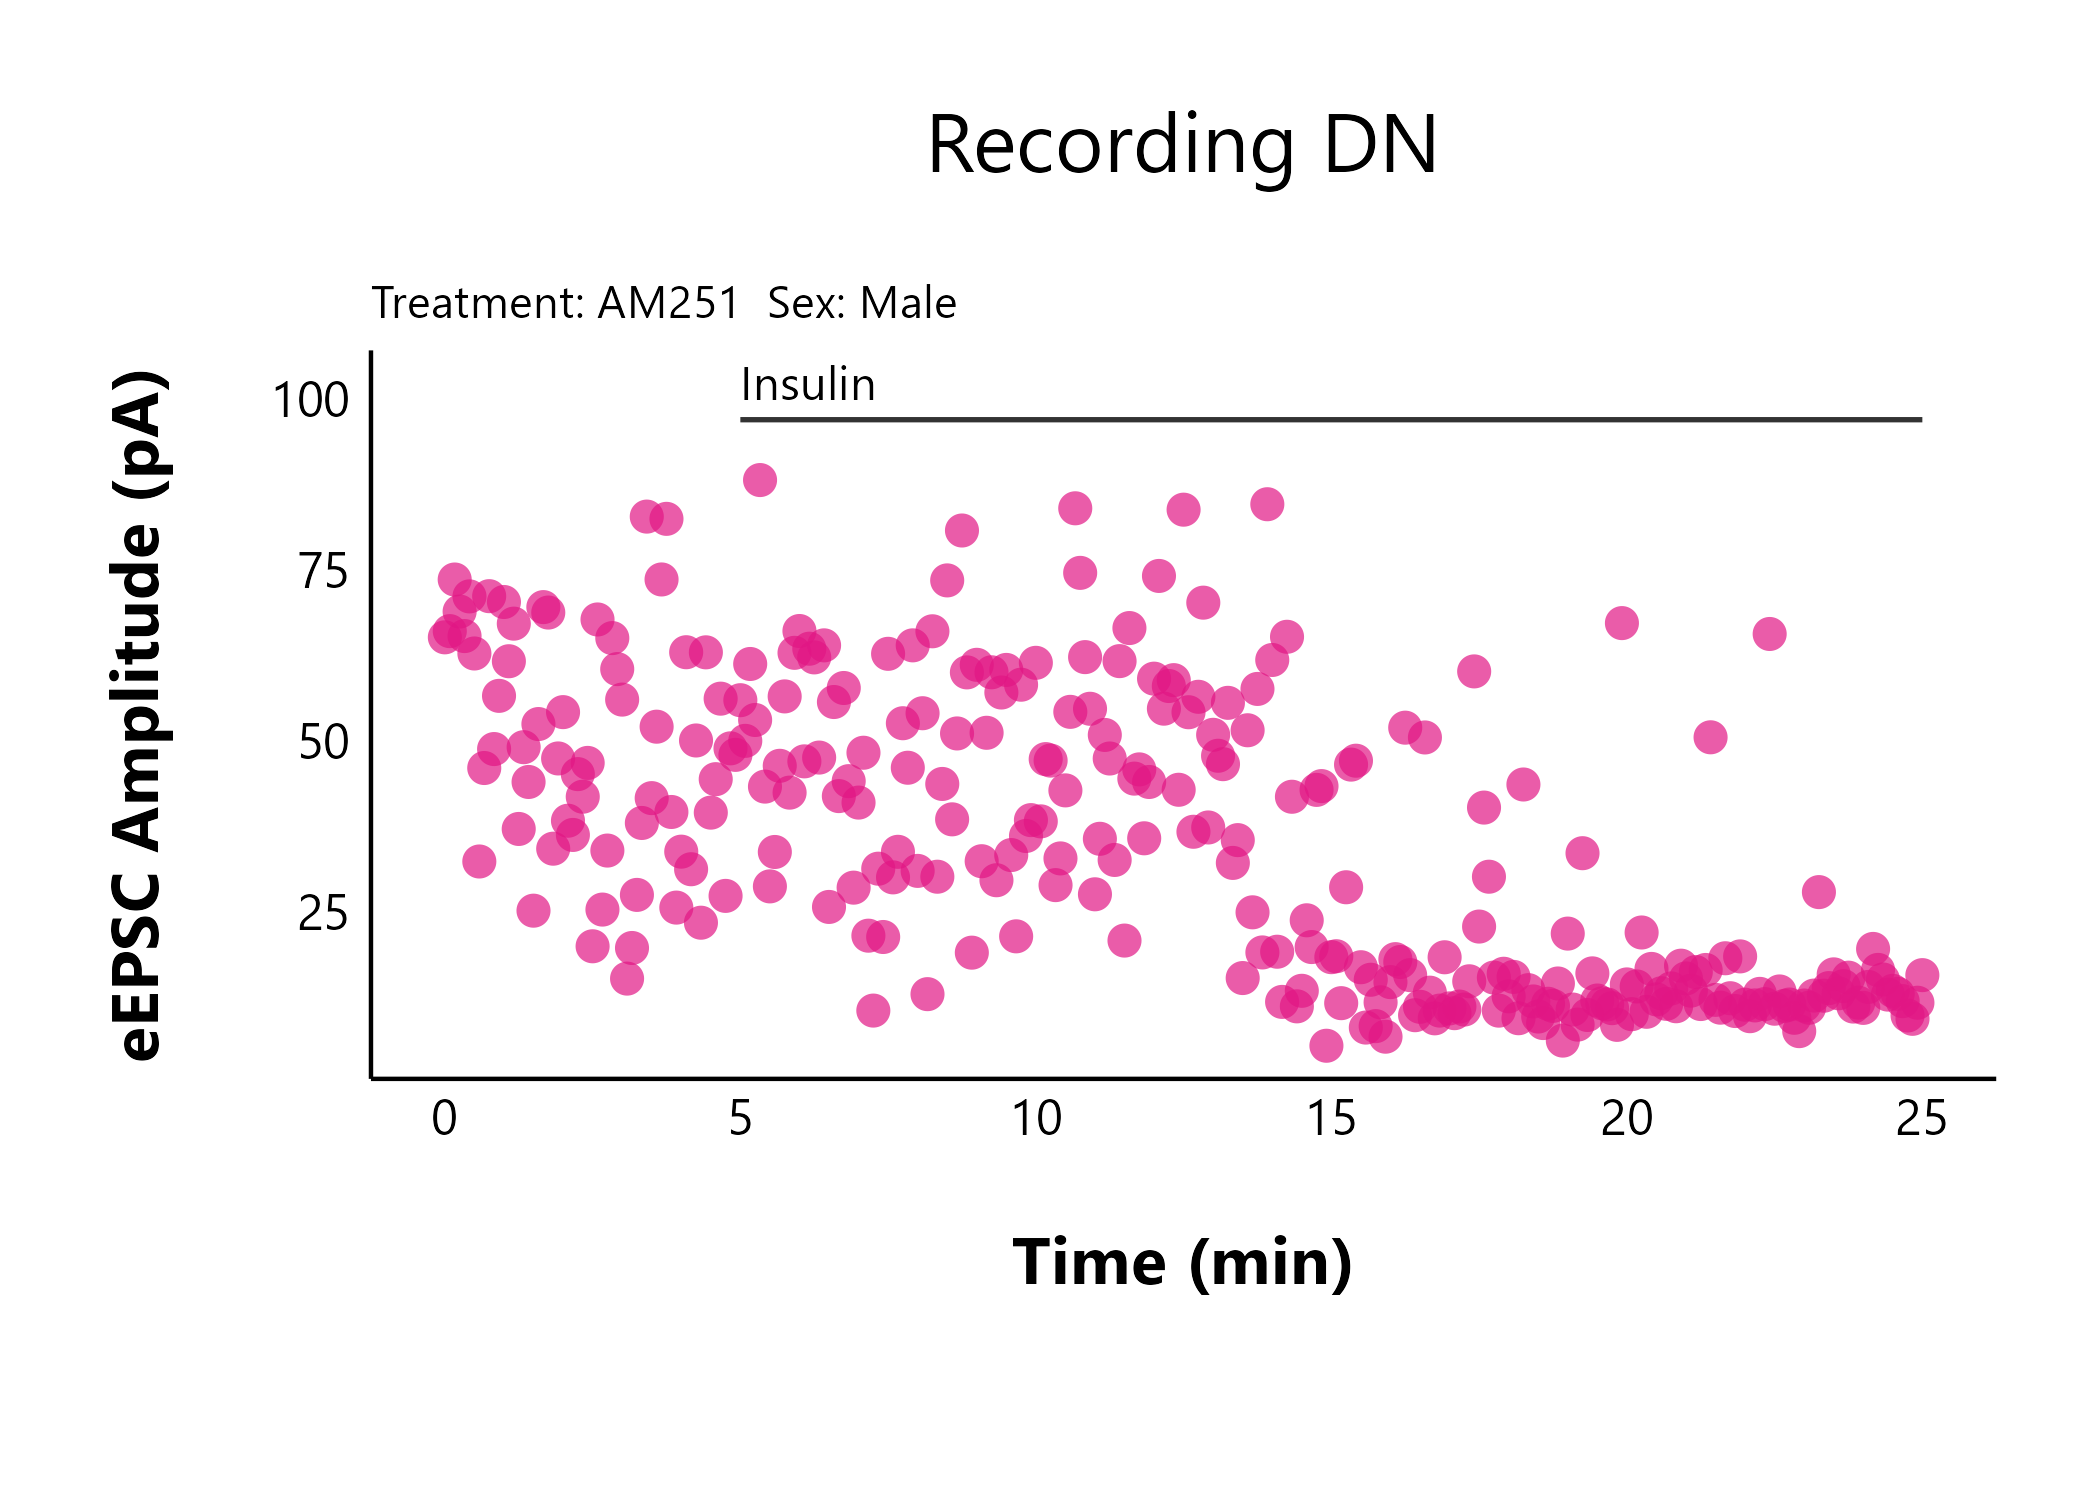 Recording DN
Treatment: AM251  Sex: Male
Insulin
eEPSC Amplitude (pA)
100
75
50
25
0 5 10 15 20 25
Time (min)